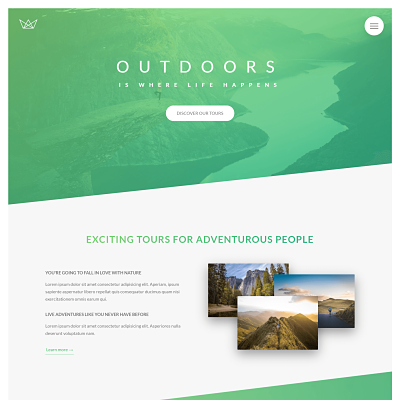 OUTDOORS
IS WHERE LIFE HAPPENS
DISCOVER OUR TOURS
EXCITING TOURS FOR ADVENTUROUS PEOPLE
YOU'RE GOING TO FALL IN LOVE WITH NATURE
Lorem ipsum dolor sit amet, consectetur adipisicing elit. Aperiam, ipsum
sapiente aspernatur libero repellat quis consequatur ducimus quam nisi
exercitationem omnis earum qui.
LIVE ADVENTURES LIKE YOU NEVER HAVE BEFORE
Lorem ipsum dolor sit amet, consectetur adipisicing elit.
deserunt voluptatum nam.
Learn more →